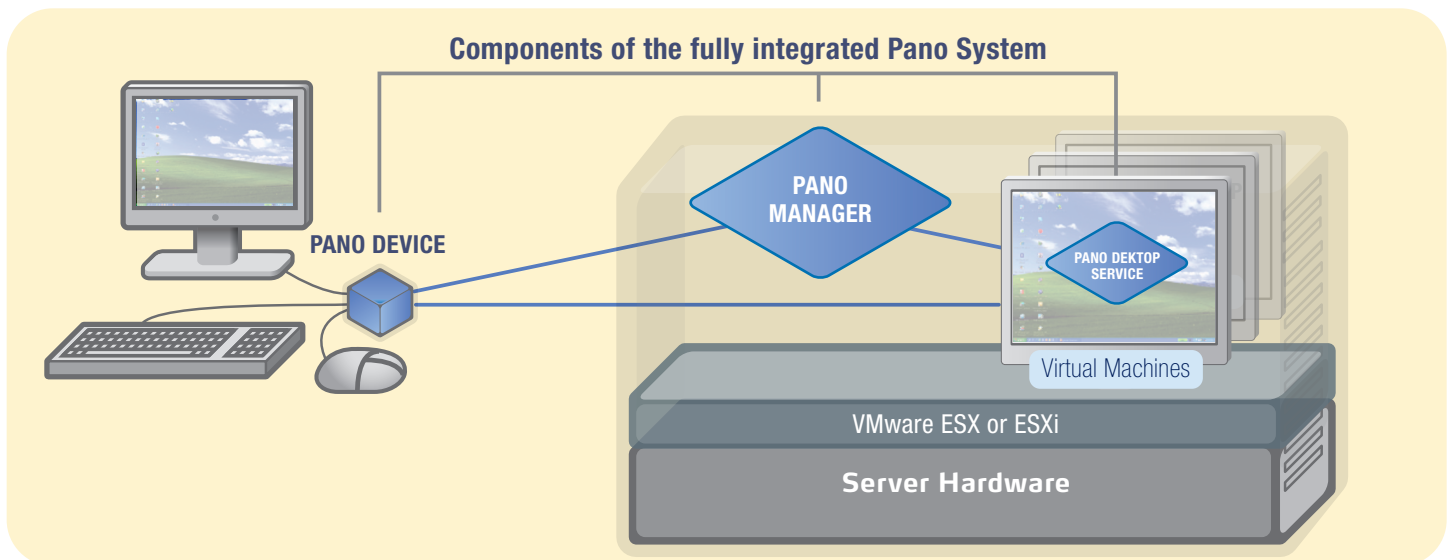 Components of the fully integrated Pano System
PANO DEVICE
PANO
MANAGER
PANO DEKTOP
SERVICE
Virtual Machines
VMware ESX or ESXi
Server Hardware